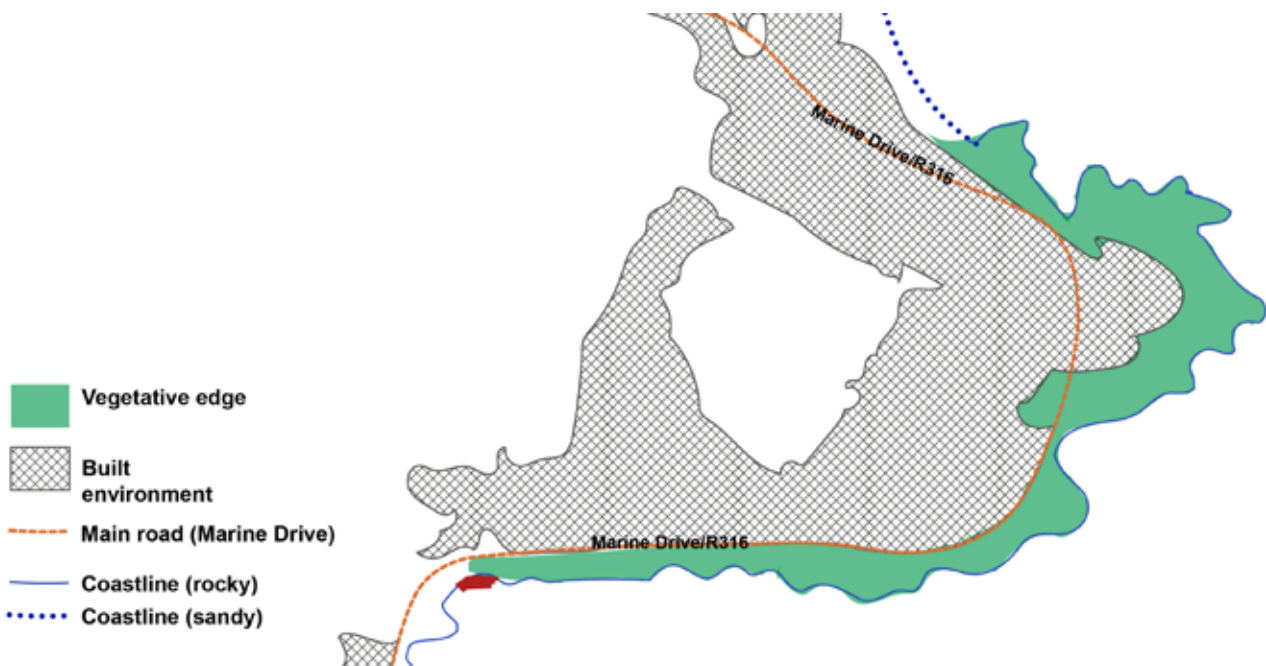 Marine Drive/R316
Vegetative edge
Built
environment
Main road (Marine Drive)
Marine Drive/R316
Coastline (rocky)
Coastline (sandy)